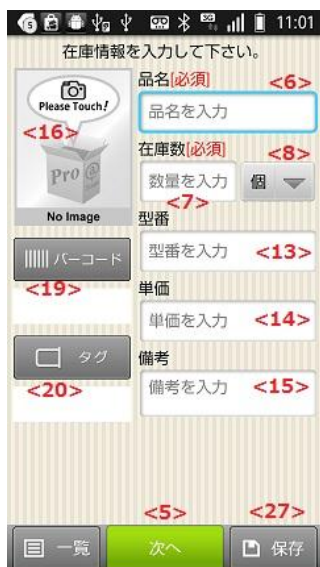 3G 11:01
在庫情報を入力して下さい。
Please Touch!
<16>
Pro @
No Image
品名[必須] <6>
品名を入力
在庫数[必須] <8>
数量を入力 個
<7>
型番
バーコード
型番を入力 <13>
<19>
単価
単価を入力 <14>
タグ
備考
<20>
備考を入力 <15>
<5> <27>
一覧 次へ 保存